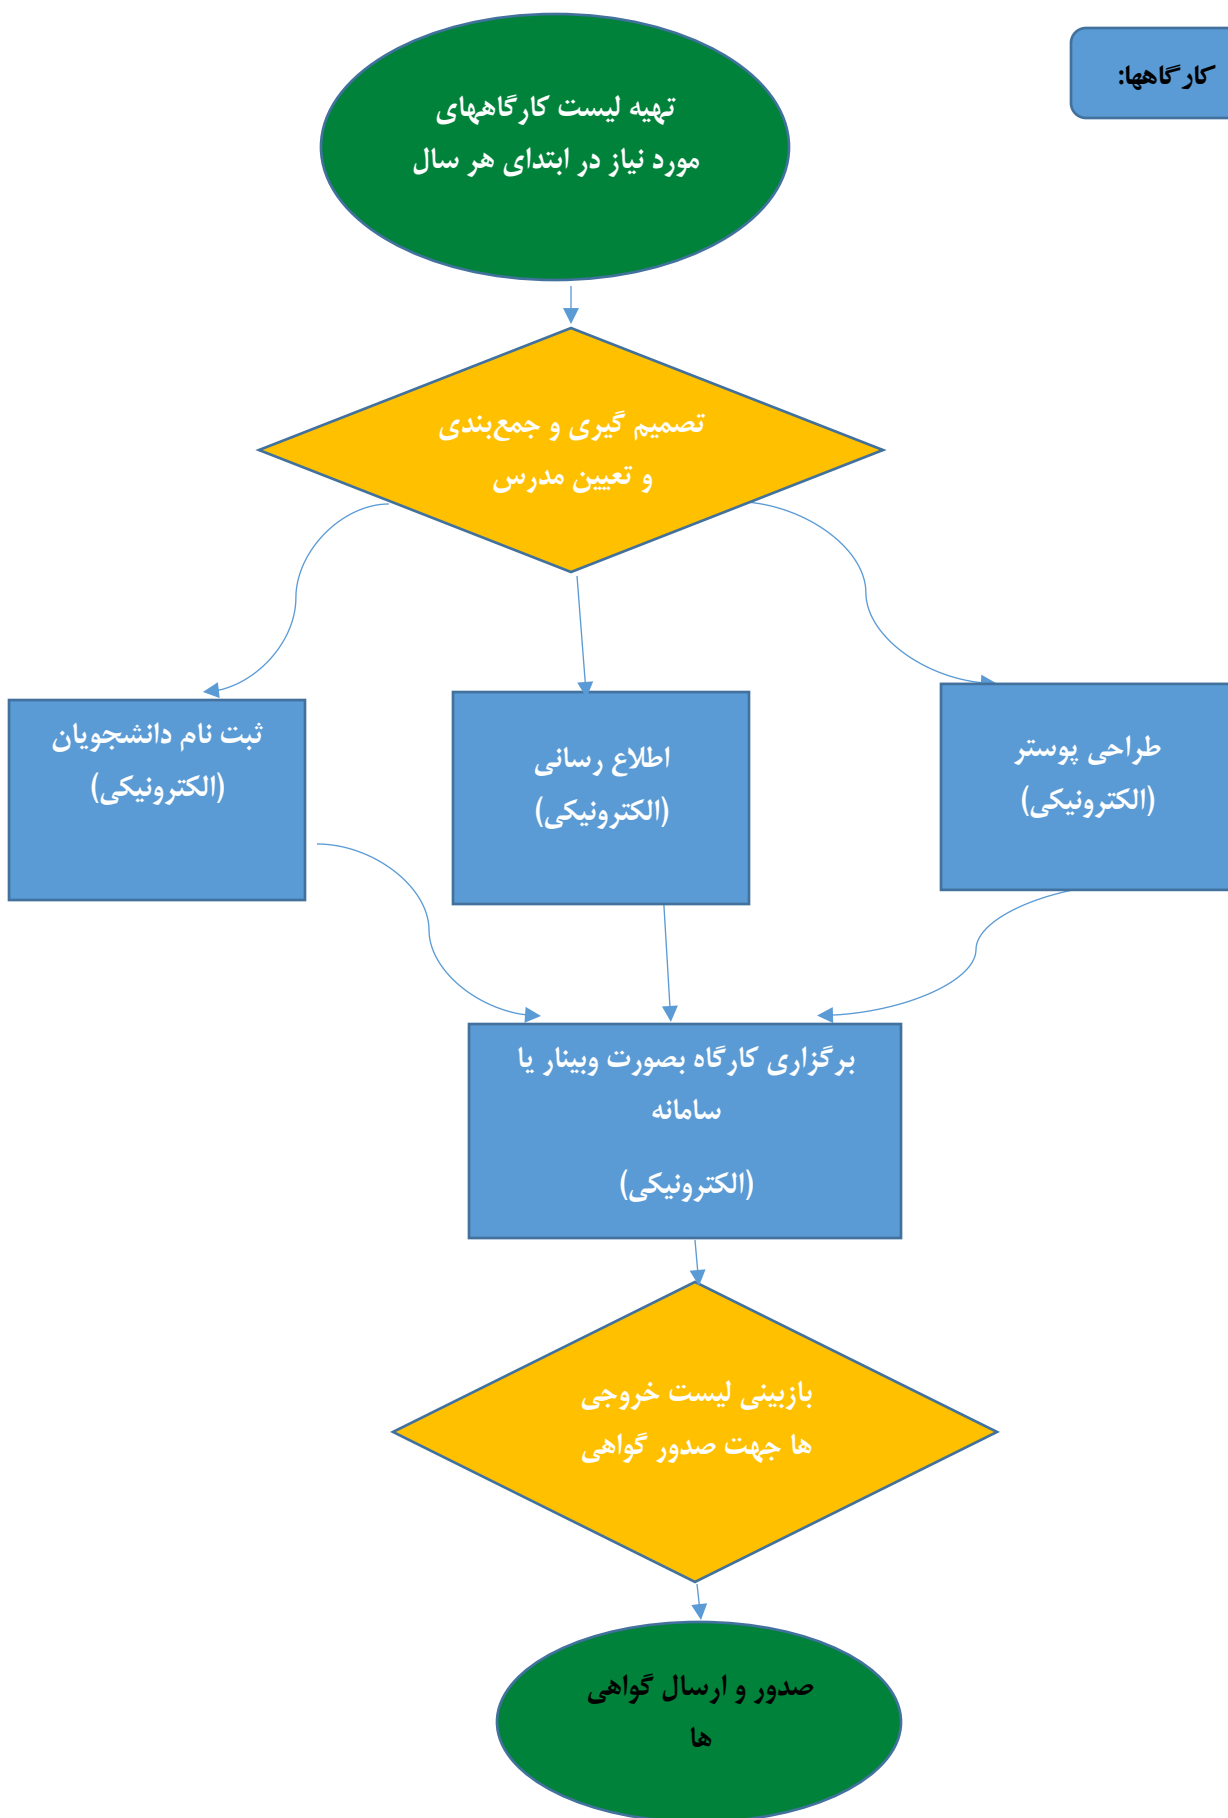 کارگاهها:
تهیه لیست کارگاههای
مورد نیاز در ابتدای هر سال
تصمیم گیری و جمع‌بندی
و تعیین مدرس
طراحی پوستر
(الکترونیکی)
اطلاع رسانی
(الکترونیکی)
ثبت نام دانشجویان
(الکترونیکی)
برگزاری کارگاه بصورت وبینار یا
سامانه
(الکترونیکی)
بازبینی لیست خروجی
ها جهت صدور گواهی
صدور و ارسال گواهی
ها